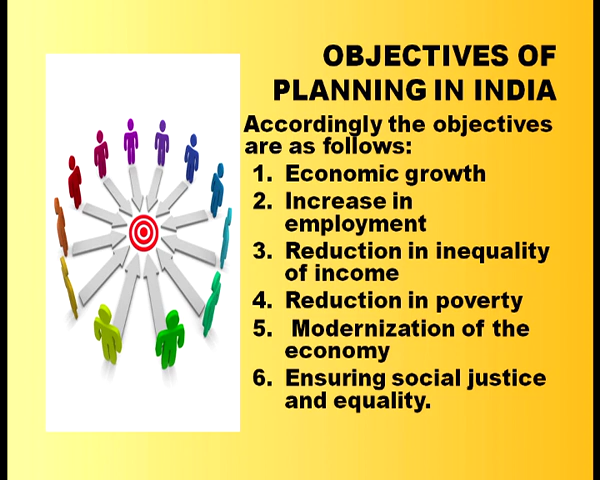 OBJECTIVES OF
PLANNING IN INDIA
Accordingly the objectives
are as follows:
1. Economic growth
2. Increase in
employment
3. Reduction in inequality
of income
4. Reduction in poverty
5. Modernization of the
economy
6. Ensuring social justice
and equality.